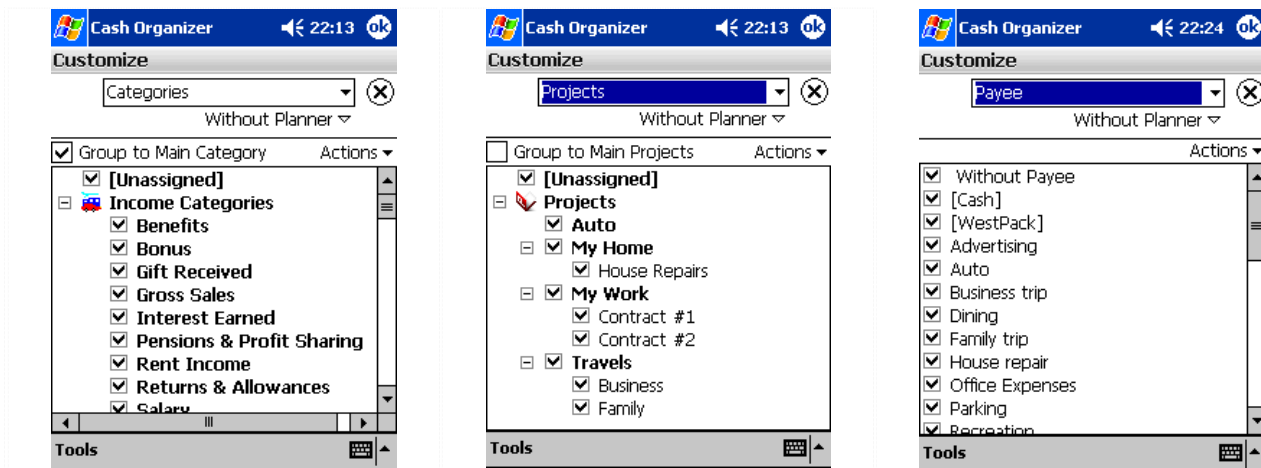 Cash Organizer 22:13 ok
Customize
Categories
Without Planner
Group to Main Category Actions
[Unassigned]
Income Categories
Benefits
Bonus
Gift Received
Gross Sales
Interest Earned
Pensions & Profit Sharing
Rent Income
Returns & Allowances
Salary
Tools
Cash Organizer 22:13 ok
Customize
Projects
Without Planner
Group to Main Projects Actions
[Unassigned]
Projects
Auto
My Home
House Repairs
My Work
Contract #1
Contract #2
Travels
Business
Family
Tools
Cash Organizer 22:24 ok
Customize
Payee
Without Planner
Actions
Without Payee
[Cash]
[WestPack]
Advertising
Auto
Business trip
Dining
Family trip
House repair
Office Expenses
Parking
Recreation
Tools